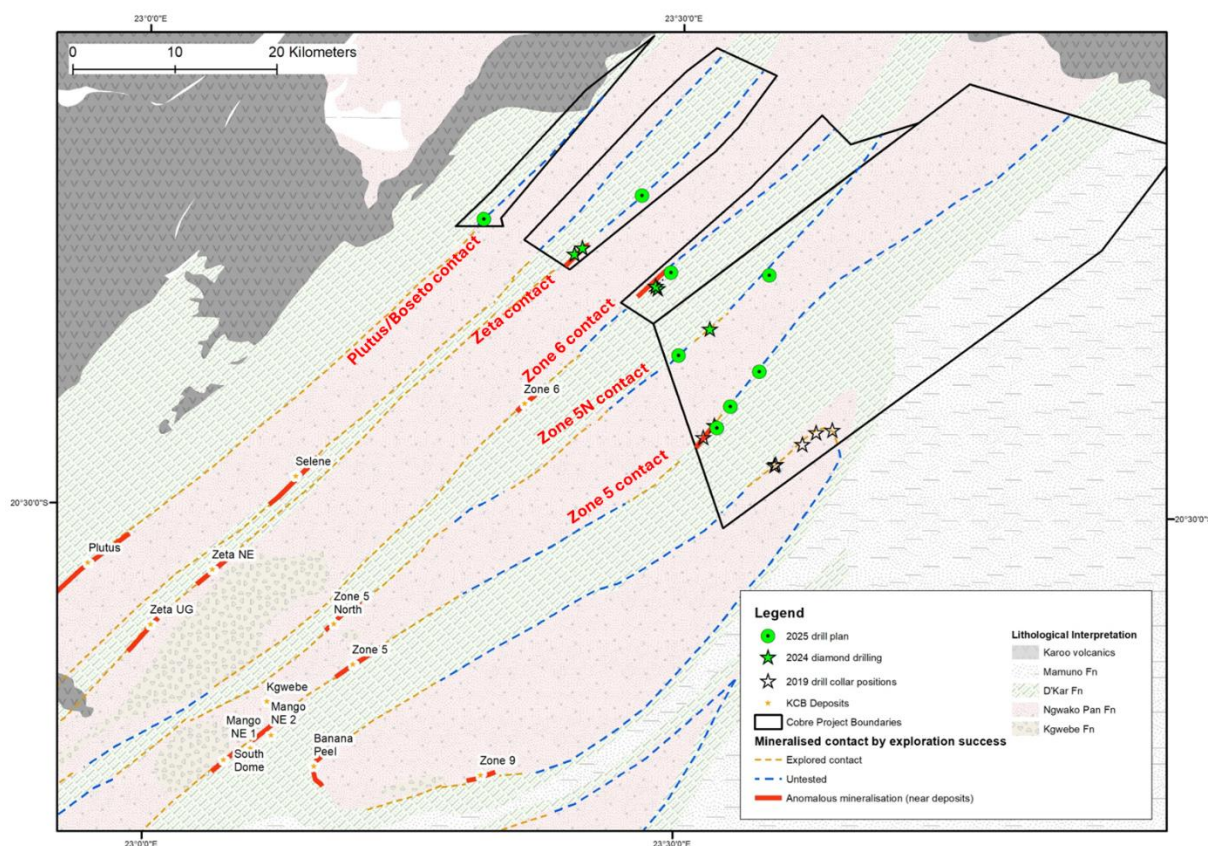 23°0'0"E
23°30'0"E
0 10 20 Kilometers
Plutus/Boseto contact
Zeta contact
Zone 6 contact
Zone 6
Zone 5N contact
Zone 5 contact
Selene
20°30'0"S
20°30'0"S
Plutus
Zeta NE
Zeta UG
Zone 5
North
Zone 5
Kgwebe
Mango
NE 2
Mango
NE 1
South
Dome
Banana
Peel
Zone 9
Legend
2025 drill plan
2024 diamond drilling
2019 drill collar positions
KCB Deposits
Cobre Project Boundaries
Mineralised contact by exploration success
Explored contact
Untested
Anomalous mineralisation (near deposits)
Lithological Interpretation
Karoo volcanics
Mamuno Fn
D'Kar Fn
Ngwako Pan Fn
Kgwebe Fn
23°0'0"E
23°30'0"E